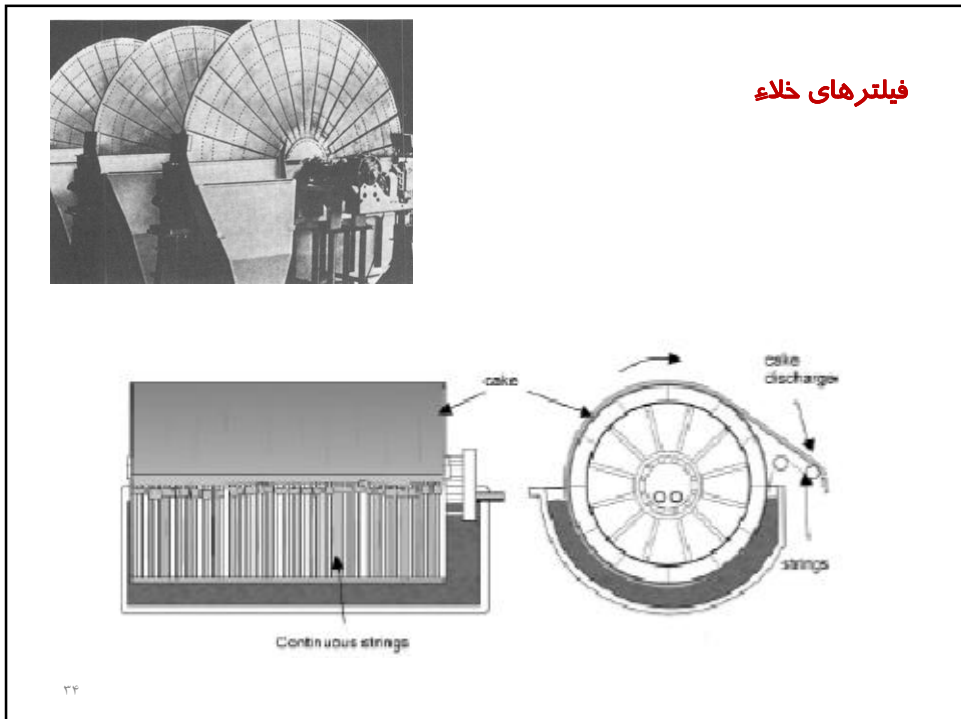 فیلترهای خلاء
cake
cake
discharge
strings
Continuous strings
۳۴